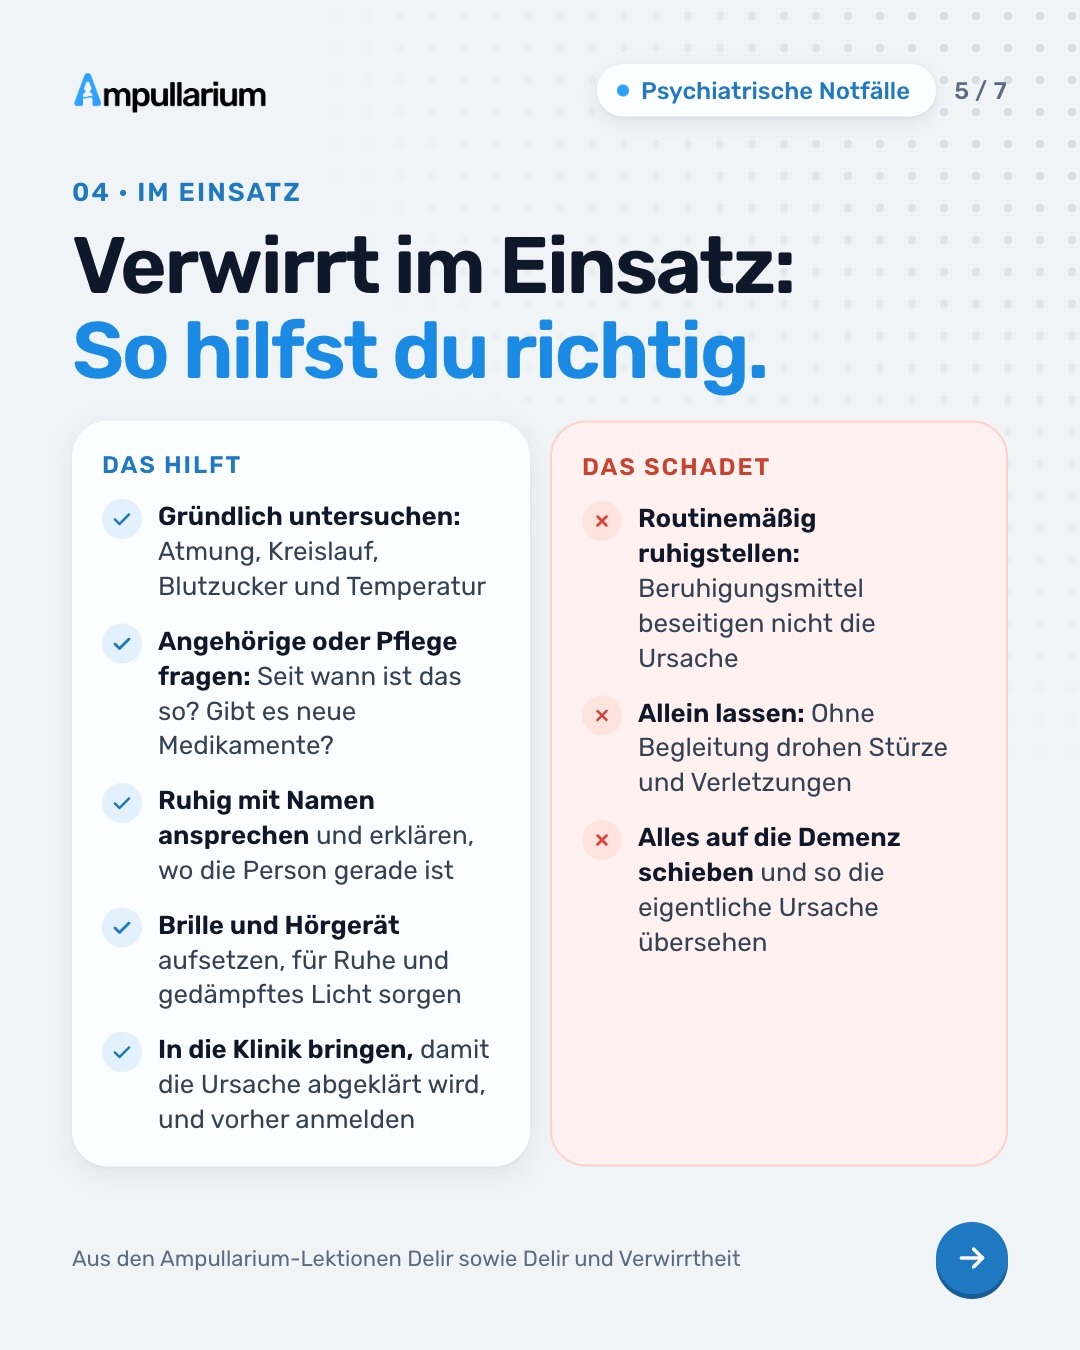 Ampullarium
Psychiatrische Notfälle
5 / 7
04 • IM EINSATZ
Verwirrt im Einsatz:
So hilfst du richtig.
DAS HILFT
Gründlich untersuchen:
Atmung, Kreislauf,
Blutzucker und Temperatur
Angehörige oder Pflege
fragen: Seit wann ist das
so? Gibt es neue
Medikamente?
Ruhig mit Namen
ansprechen und erklären,
wo die Person gerade ist
Brille und Hörgerät
aufsetzen, für Ruhe und
gedämpftes Licht sorgen
In die Klinik bringen, damit
die Ursache abgeklärt wird,
und vorher anmelden
DAS SCHADET
Routinemäßig
ruhigstellen:
Beruhigungsmittel
beseitigen nicht die
Ursache
Allein lassen: Ohne
Begleitung drohen Stürze
und Verletzungen
Alles auf die Demenz
schieben und so die
eigentliche Ursache
übersehen
Aus den Ampullarium-Lektionen Delir sowie Delir und Verwirrtheit